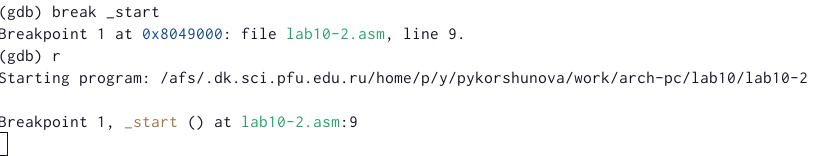 (gdb) break _start
Breakpoint 1 at 0x8049000: file lab10-2.asm, line 9.
(gdb) r
Starting program: /afs/.dk.sci.pfu.edu.ru/home/p/y/pykorshunova/work/arch-pc/lab10/lab10-2
Breakpoint 1, _start () at lab10-2.asm:9